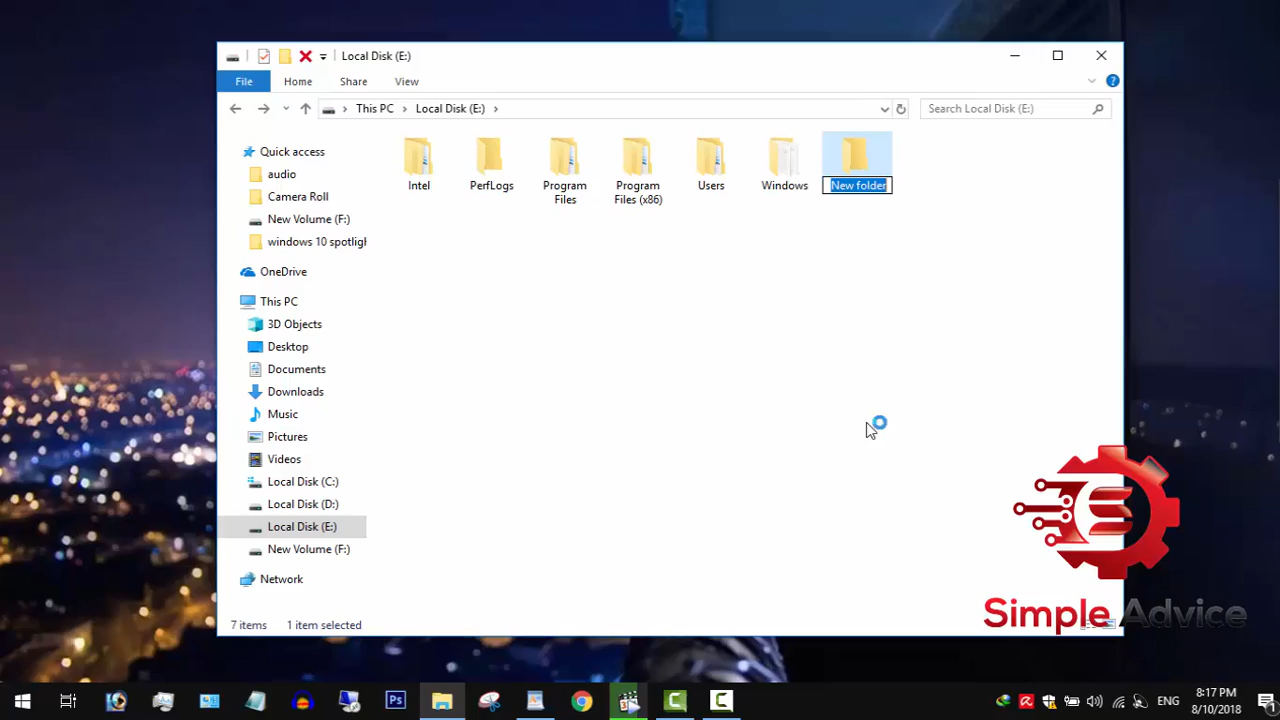 Local Disk (E:)
File Home Share View
This PC Local Disk (E:)
Search Local Disk (E:)
Quick access
audio
Camera Roll
New Volume (F:)
windows 10 spotligh
OneDrive
This PC
3D Objects
Desktop
Documents
Downloads
Music
Pictures
Videos
Local Disk (C:)
Local Disk (D:)
Local Disk (E:)
New Volume (F:)
Network
Intel
PerfLogs
Program
Files
Program
Files (x86)
Users
Windows
New folder
7 items 1 item selected
Simple Advice
Ps
ENG
8:17 PM
8/10/2018